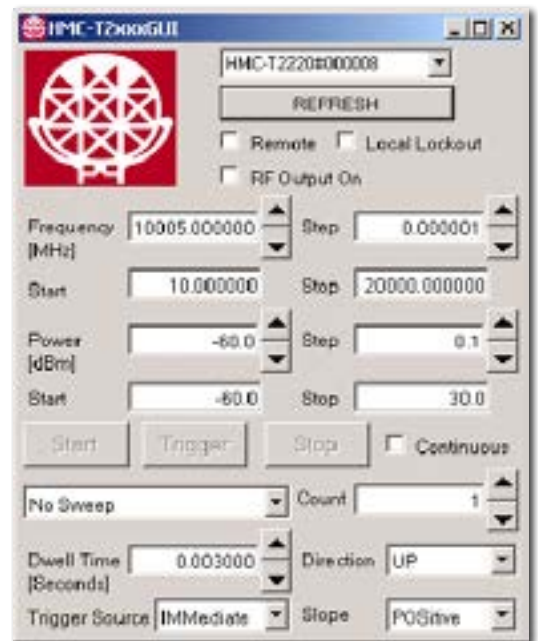 HMC-T2xxxGUI
HMC-T2220#000008
REFRESH
Remote Local Lockout
RF Output On
Frequency [MHz] 10005.000000 Step 0.000001
Start 10.000000 Stop 20000.000000
Power [dBm] -60.0 Step 0.1
Start -60.0 Stop 30.0
Start Trigger Stop Continuous
No Sweep Count 1
Dwell Time [Seconds] 0.003000 Direction UP
Trigger Source IMMediate Slope POSitive